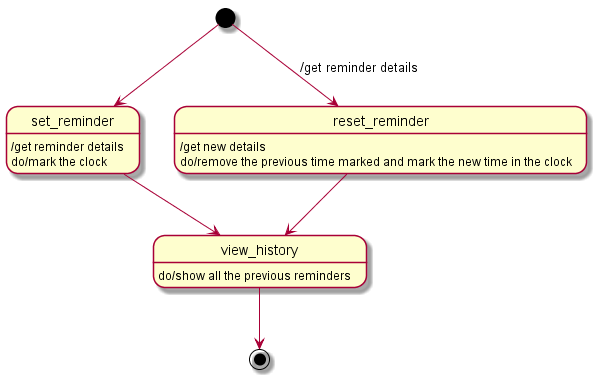 /get reminder details
set_reminder
/get reminder details
do/mark the clock
reset_reminder
/get new details
do/remove the previous time marked and mark the new time in the clock
view_history
do/show all the previous reminders